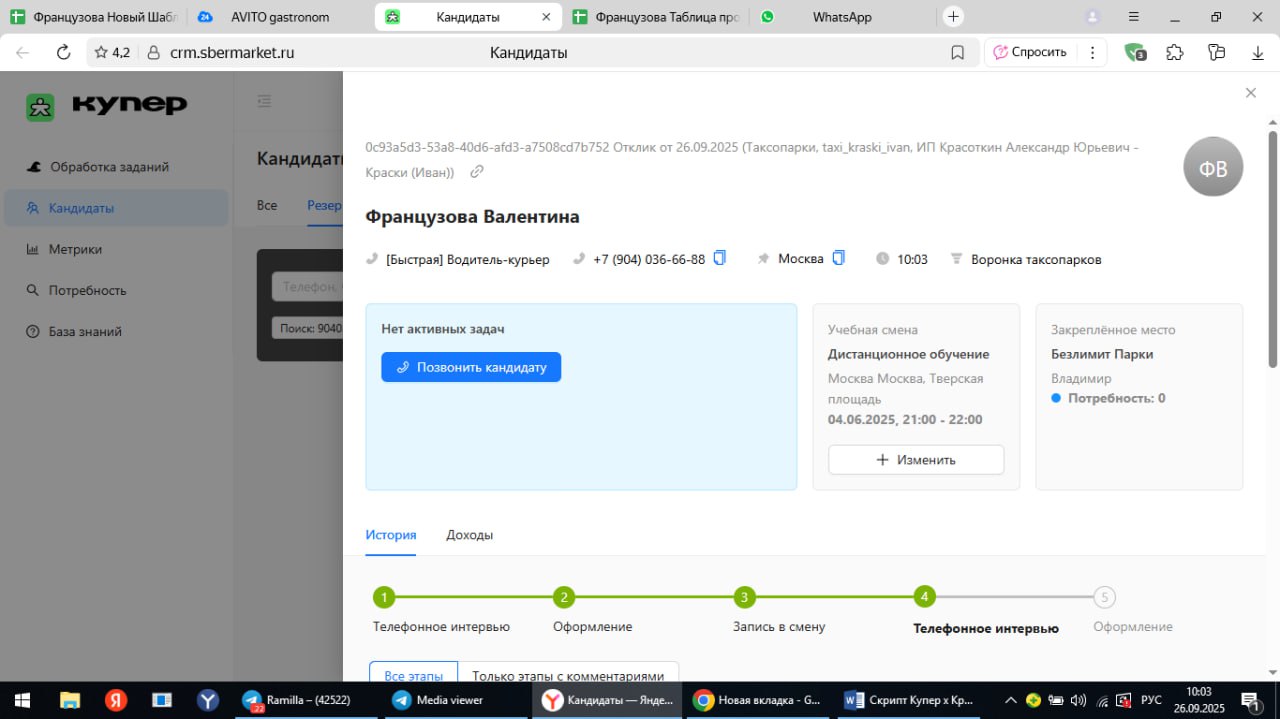 Французова Новый Шабл
24
AVITO gastronom
Кандидаты
Французова Таблица про
WhatsApp
4,2
crm.sbermarket.ru
Кандидаты
Спросить
3
купер
Обработка заданий
Кандидаты
Метрики
Потребность
База знаний
Кандидат
Все
Резер
Телефон,
Поиск: 9040
0c93a5d3-53a8-40d6-afd3-a7508cd7b752 Отклик от 26.09.2025 (Таксопарки, taxi_kraski_ivan, ИП Красоткин Александр Юрьевич -
Краски (Иван))
ФВ
Французова Валентина
[Быстрая] Водитель-курьер
+7 (904) 036-66-88
Москва
10:03
Воронка таксопарков
Нет активных задач
Позвонить кандидату
Учебная смена
Дистанционное обучение
Москва Москва, Тверская
площадь
04.06.2025, 21:00 - 22:00
Изменить
Закреплённое место
Безлимит Парки
Владимир
Потребность: 0
История
Доходы
1
2
3
4
5
Телефонное интервью
Оформление
Запись в смену
Телефонное интервью
Оформление
Все этапы
Только этапы с комментариями
Ramilla – (42522)
Media viewer
Кандидаты — Янде...
Новая вкладка - G...
Скрипт Купер х Кр...
РУС
10:03
26.09.2025
1